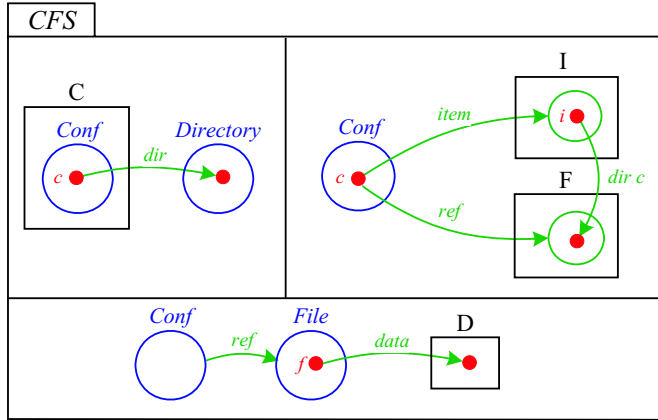 CFS
C
Conf
Directory
c
dir
I
Conf
item
i
c
F
dir c
ref
Conf
File
D
ref
data
f